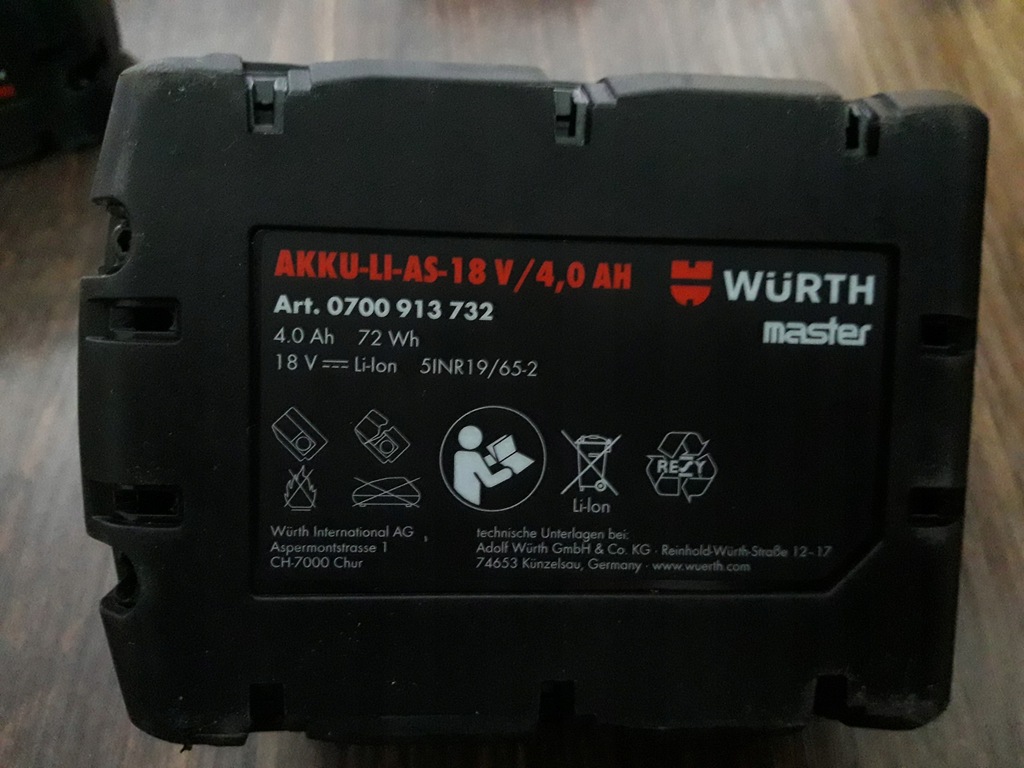 AKKU-LI-AS-18 V/4,0 AH
WÜRTH
master
Art. 0700 913 732
4.0 Ah 72 Wh
18 V ⎓ Li-Ion 5INR19/65-2
REZY
Li-Ion
Würth International AG
Aspermontstrasse 1
CH-7000 Chur
technische Unterlagen bei:
Adolf Würth GmbH & Co. KG · Reinhold-Würth-Straße 12-17
74653 Künzelsau, Germany · www.wuerth.com